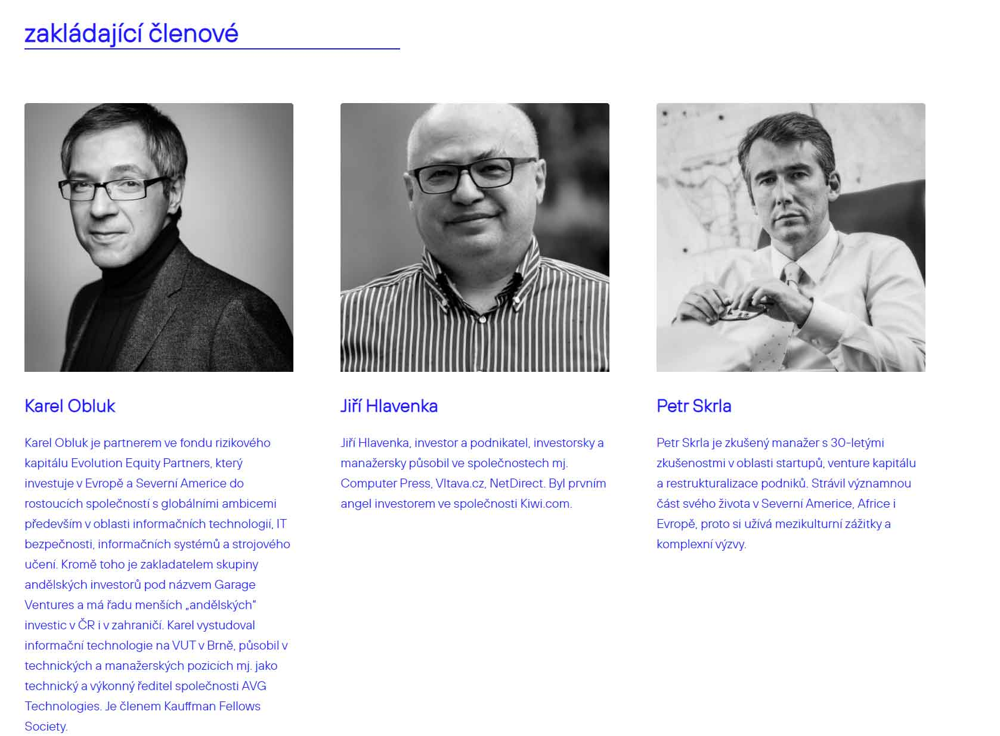 zakládající členové
Karel Obluk
Karel Obluk je partnerem ve fondu rizikového
kapitálu Evolution Equity Partners, který
investuje v Evropě a Severní Americe do
rostoucích společností s globálními ambicemi
především v oblasti informačních technologií, IT
bezpečnosti, informačních systémů a strojového
učení. Kromě toho je zakladatelem skupiny
andělských investorů pod názvem Garage
Ventures a má řadu menších „andělských“
investic v ČR i v zahraničí. Karel vystudoval
informační technologie na VUT v Brně, působil v
technických a manažerských pozicích mj. jako
technický a výkonný ředitel společnosti AVG
Technologies. Je členem Kauffman Fellows
Society.
Jiří Hlavenka
Jiří Hlavenka, investor a podnikatel, investorsky a
manažersky působil ve společnostech mj.
Computer Press, Vltava.cz, NetDirect. Byl prvním
angel investorem ve společnosti Kiwi.com.
Petr Skrla
Petr Skrla je zkušený manažer s 30-letými
zkušenostmi v oblasti startupů, venture kapitálu
a restrukturalizace podniků. Strávil významnou
část svého života v Severní Americe, Africe i
Evropě, proto si užívá mezikulturní zážitky a
komplexní výzvy.